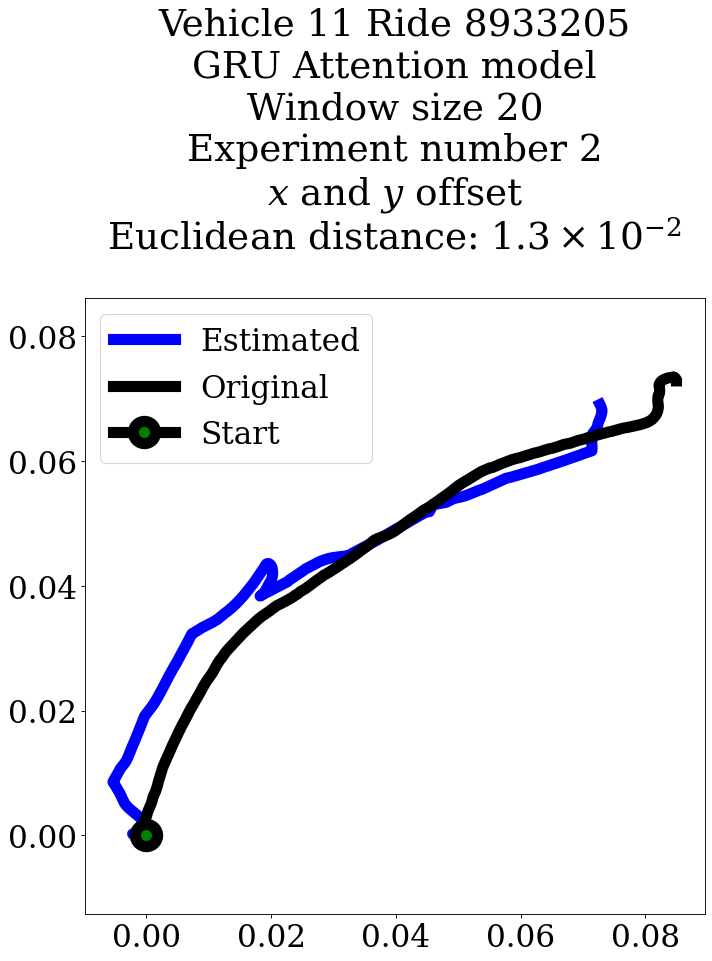 Vehicle 11 Ride 8933205
GRU Attention model
Window size 20
Experiment number 2
x and y offset
Euclidean distance: 1.3 × 10⁻²
Estimated
Original
Start
0.08
0.06
0.04
0.02
0.00
0.00 0.02 0.04 0.06 0.08